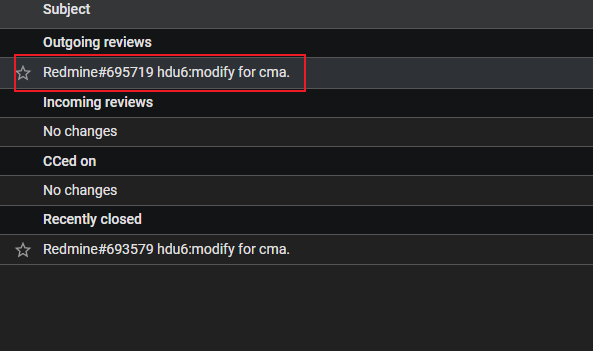 Subject
Outgoing reviews
Redmine#695719 hdu6:modify for cma.
Incoming reviews
No changes
CCed on
No changes
Recently closed
Redmine#693579 hdu6:modify for cma.